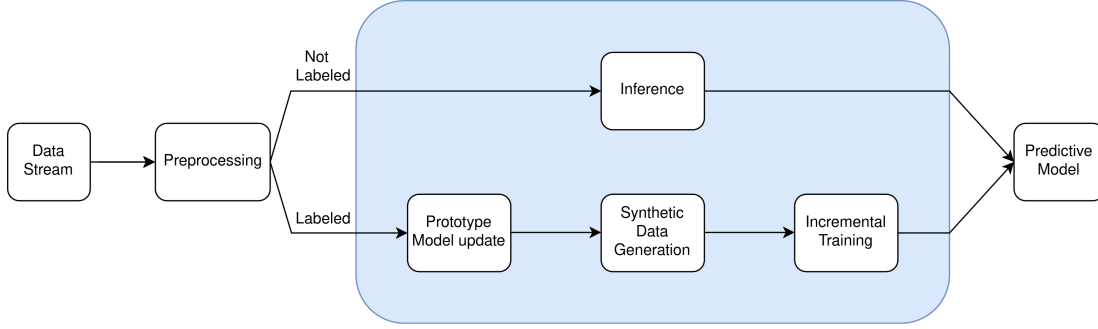 Data
Stream
Preprocessing
Not
Labeled
Inference
Labeled
Prototype
Model update
Synthetic
Data
Generation
Incremental
Training
Predictive
Model